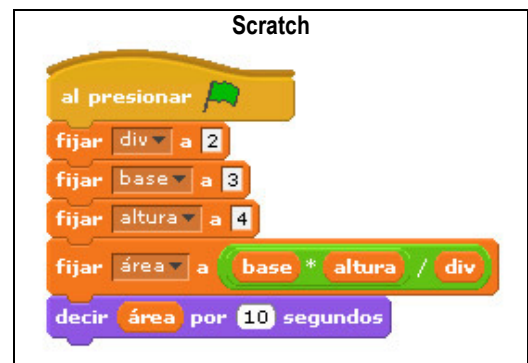 Scratch
al presionar
fijar div a 2
fijar base a 3
fijar altura a 4
fijar área a base * altura / div
decir área por 10 segundos